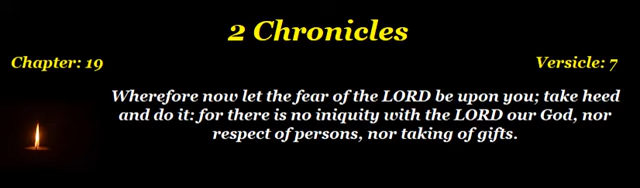 2 Chronicles
Chapter: 19 Versicle: 7
Wherefore now let the fear of the LORD be upon you; take heed
and do it: for there is no iniquity with the LORD our God, nor
respect of persons, nor taking of gifts.